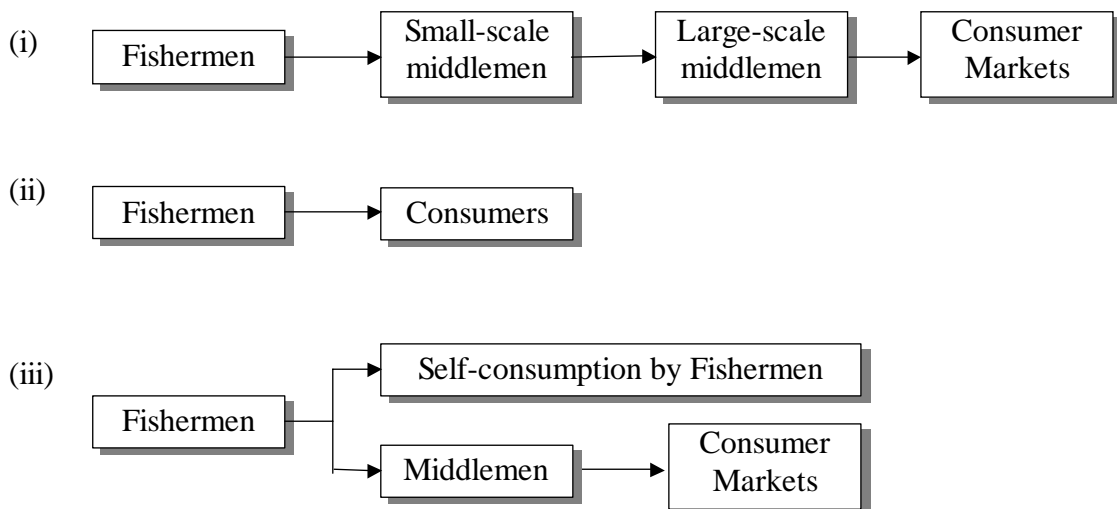 (i)
Fishermen
Small-scale
middlemen
Large-scale
middlemen
Consumer
Markets
(ii)
Fishermen
Consumers
(iii)
Fishermen
Self-consumption by Fishermen
Middlemen
Consumer
Markets